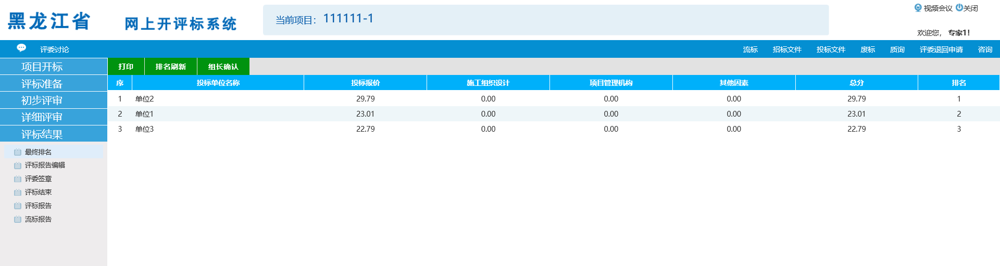 黑龙江省 网上开评标系统 当前项目： 111111-1 视频会议 关闭
欢迎您， 专家1！
评委讨论 流标 招标文件 投标文件 废标 质询 评委退回申请 咨询
项目开标
评标准备
初步评审
详细评审
评标结果
最终排名
评标报告编辑
评委签章
评标结束
评标报告
流标报告
打印 排名刷新 组长确认
序 投标单位名称 投标报价 施工组织设计 项目管理机构 其他因素 总分 排名
1 单位2 29.79 0.00 0.00 0.00 29.79 1
2 单位1 23.01 0.00 0.00 0.00 23.01 2
3 单位3 22.79 0.00 0.00 0.00 22.79 3